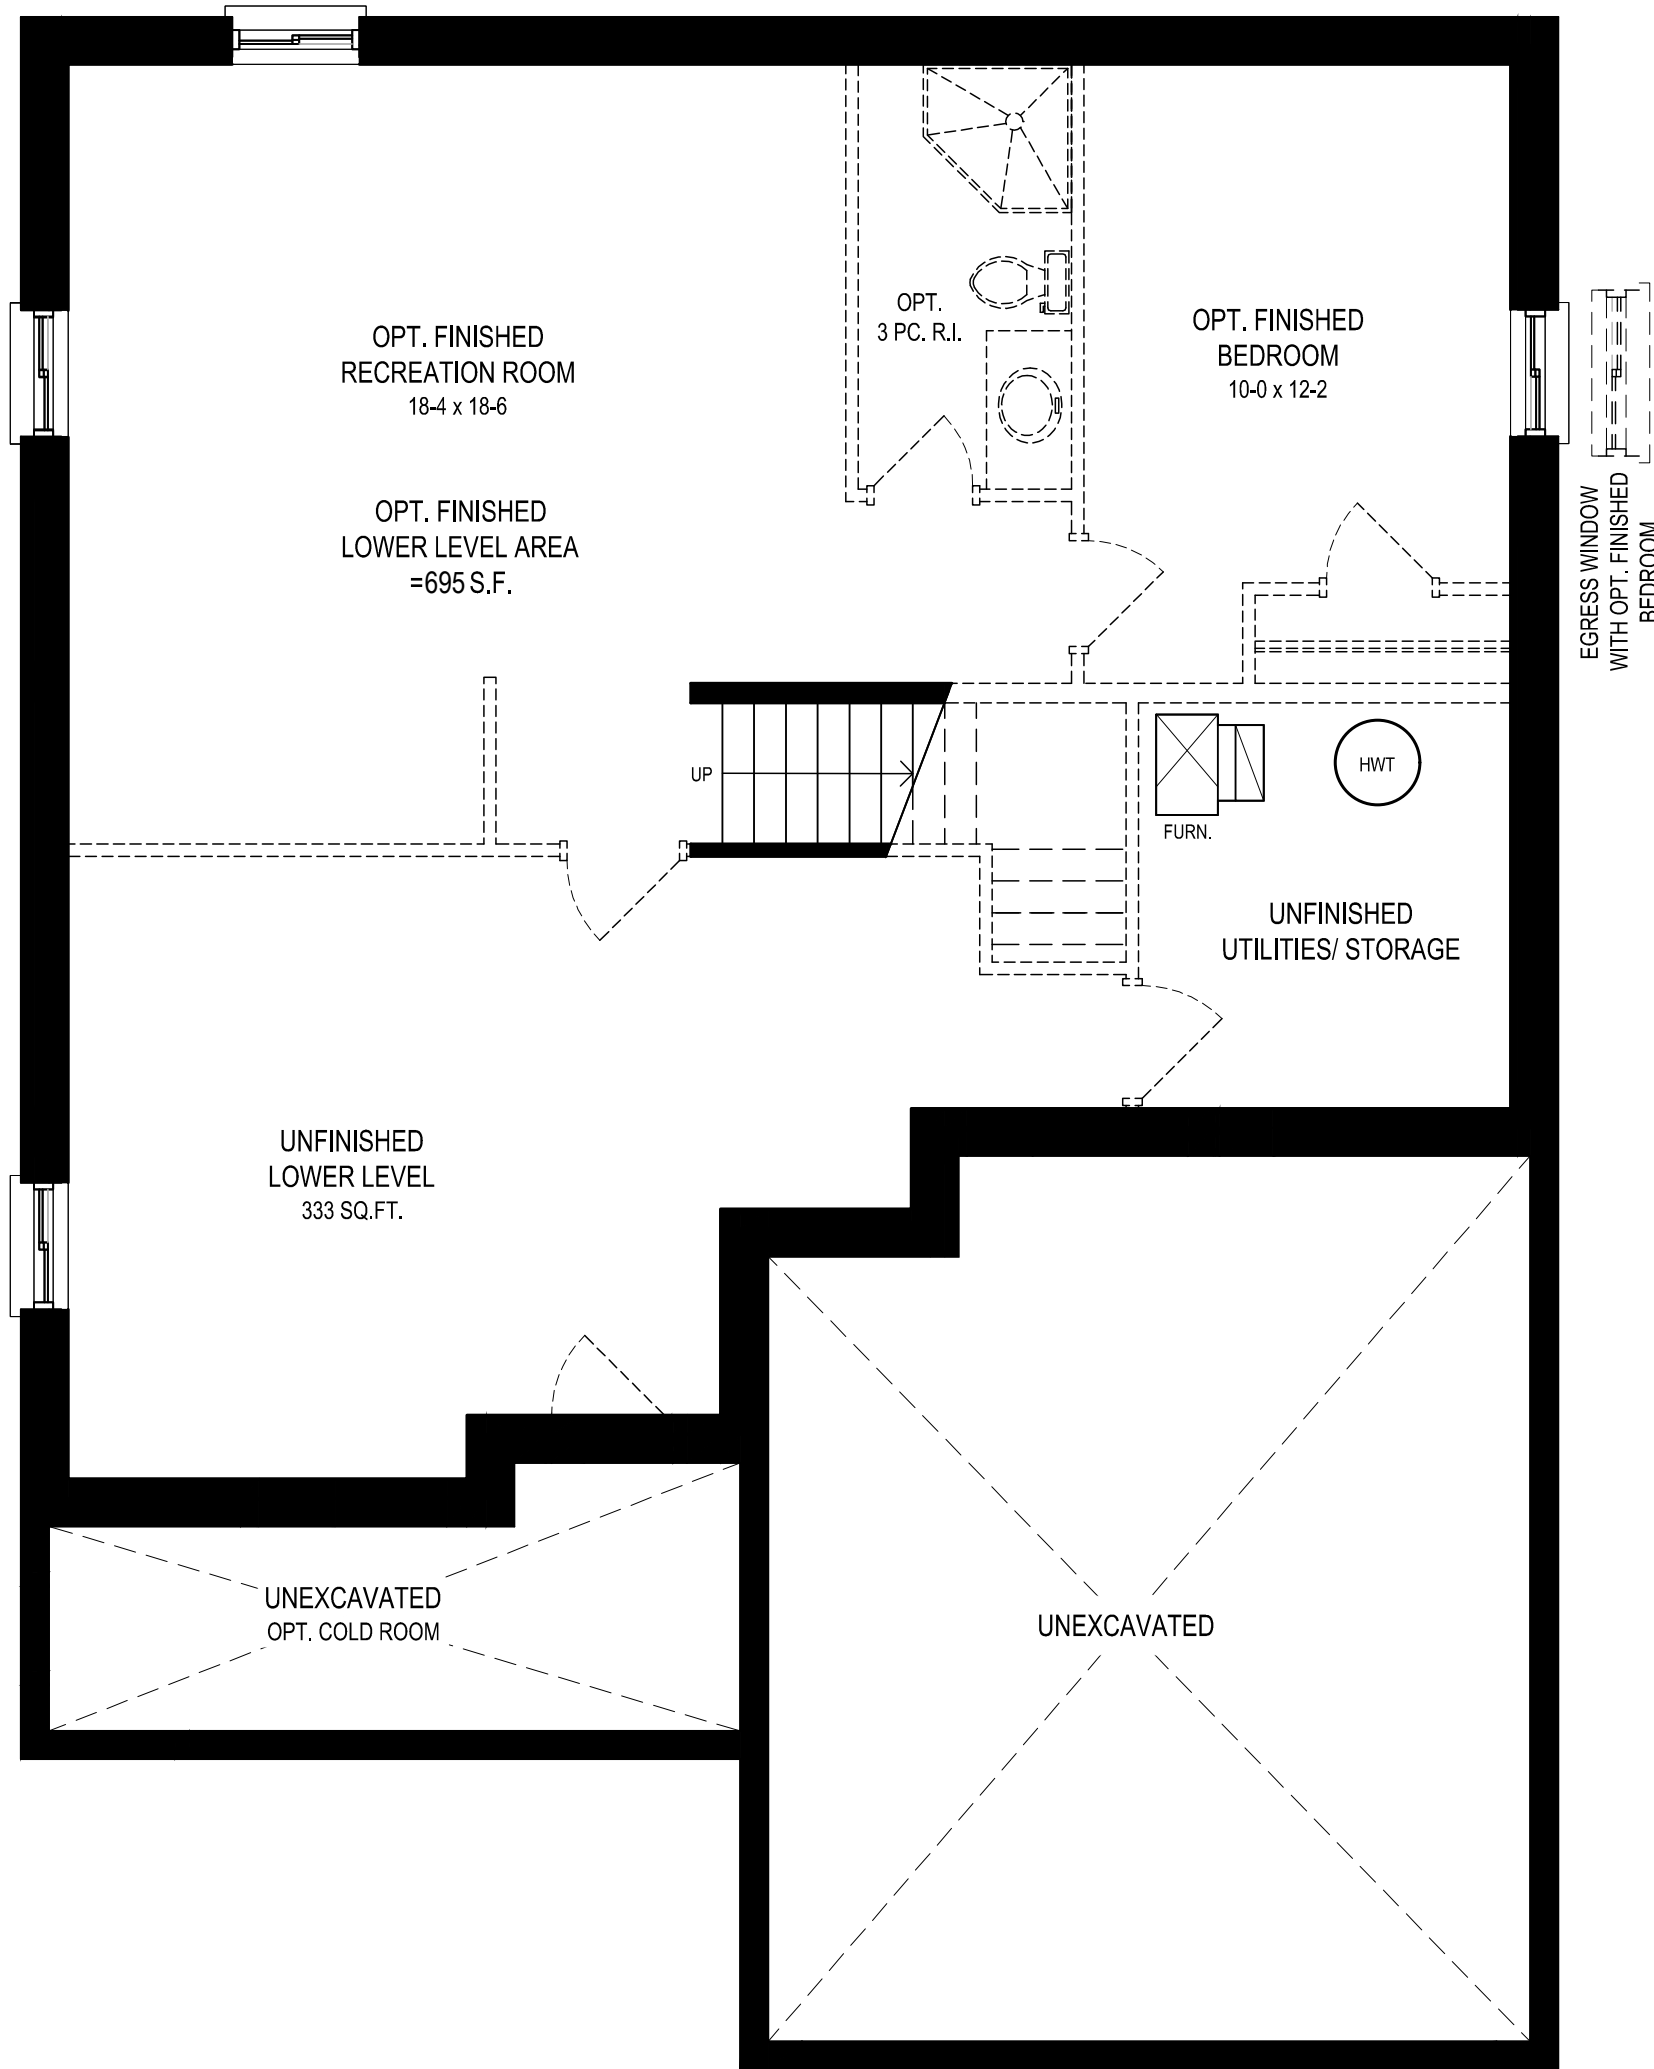 OPT. FINISHED
RECREATION ROOM
18-4 x 18-6
OPT. FINISHED
LOWER LEVEL AREA
=695 S.F.
OPT.
3 PC. R.I.
OPT. FINISHED
BEDROOM
10-0 x 12-2
EGRESS WINDOW
WITH OPT. FINISHED
BEDROOM
UP
FURN.
HWT
UNFINISHED
UTILITIES/ STORAGE
UNFINISHED
LOWER LEVEL
333 SQ.FT.
UNEXCAVATED
OPT. COLD ROOM
UNEXCAVATED